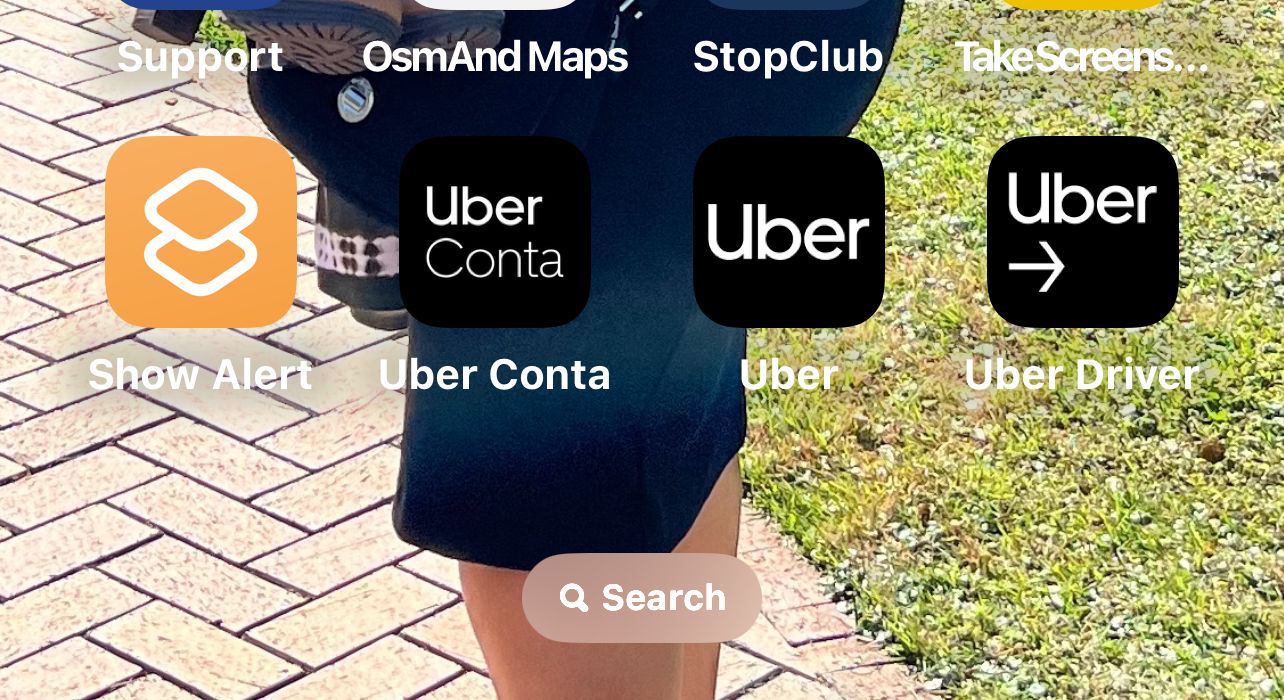 Support
OsmAnd Maps
StopClub
TakeScreens...
Uber
Conta
Uber
Uber
→
Show Alert
Uber Conta
Uber
Uber Driver
Search